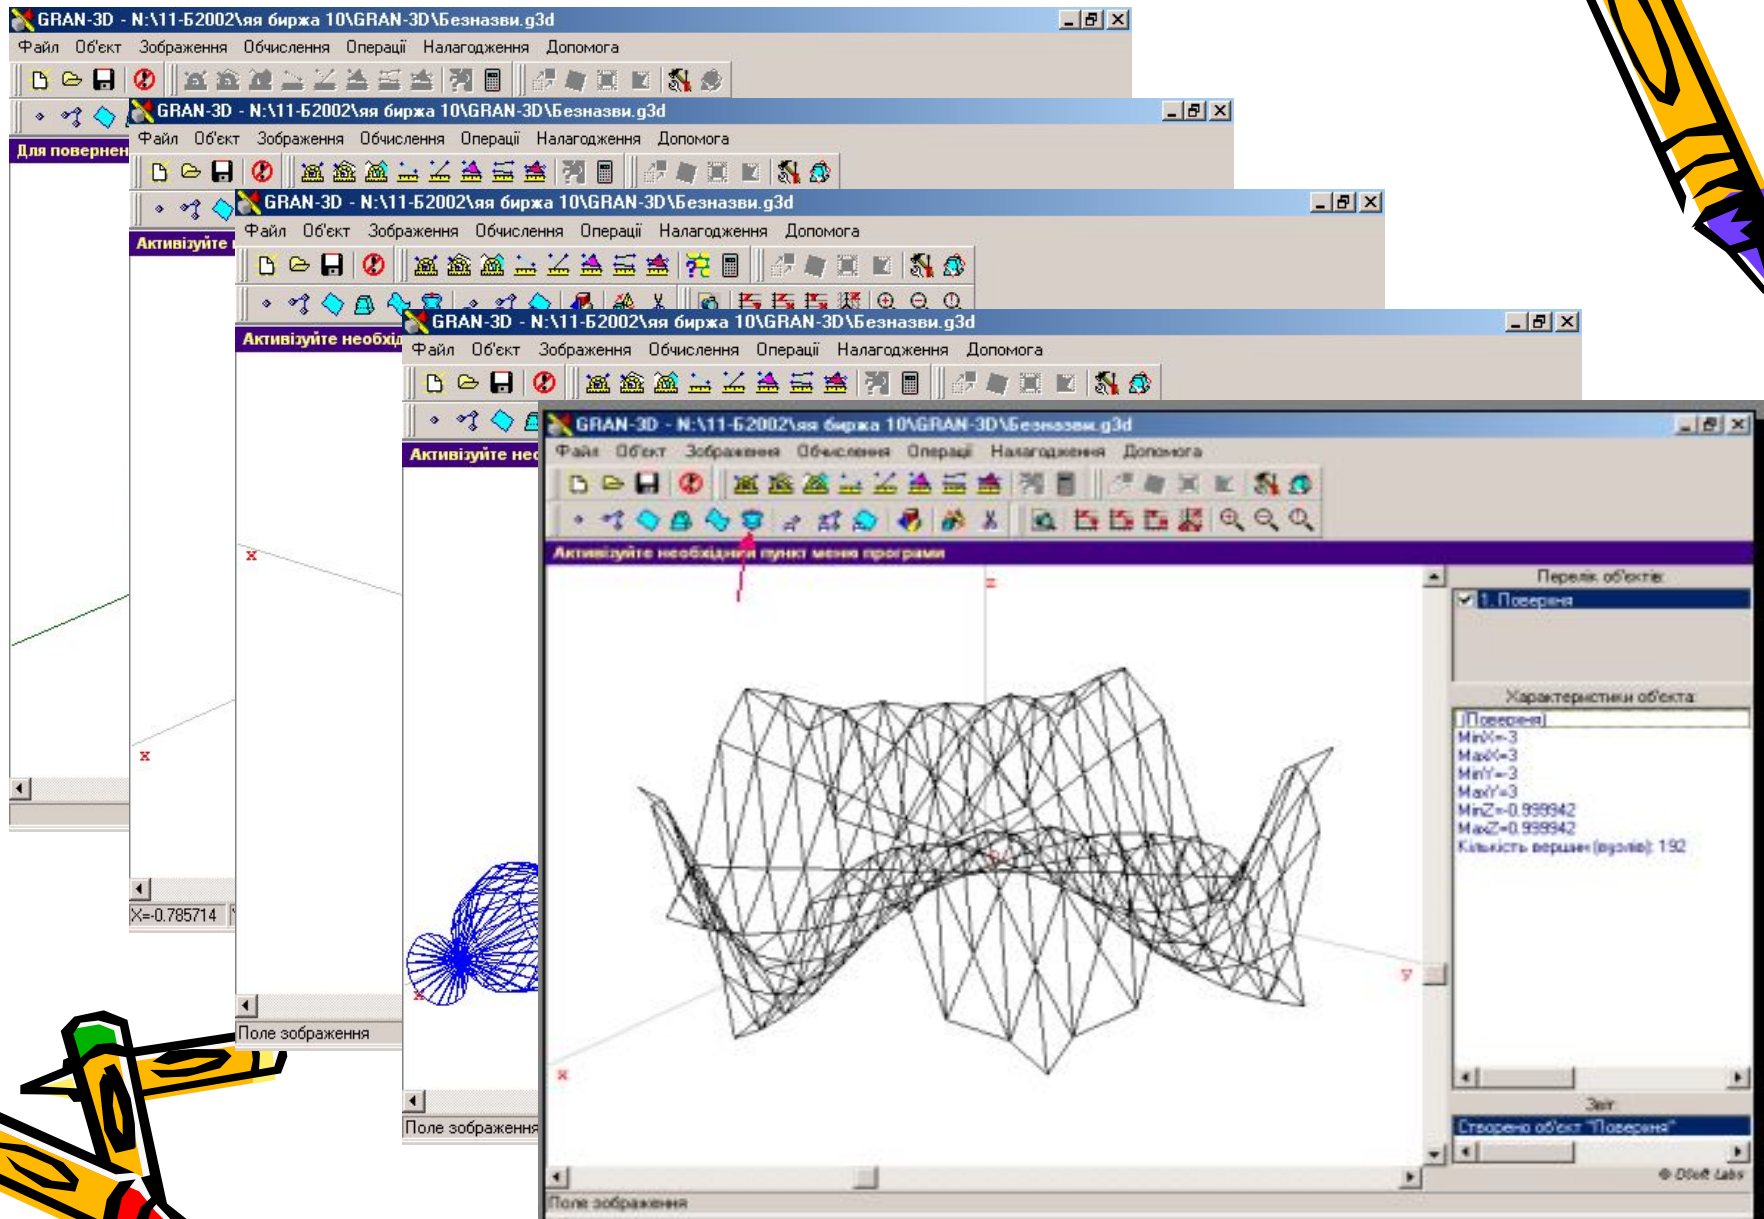 GRAN-3D - N:\11-Б2002\яя биржа 10\GRAN-3D\Безназви.g3d
Файл Об'єкт Зображення Обчислення Операції Налагодження Допомога
Для
GRAN-3D - N:\11-Б2002\яя биржа 10\GRAN-3D\Безназви.g3d
Файл Об'єкт Зображення Обчислення Операції Налагодження Допомога
Активізуйте
X
X=-0.785714
GRAN-3D - N:\11-Б2002\яя биржа 10\GRAN-3D\Безназви.g3d
Файл Об'єкт Зображення Обчислення Операції Налагодження Допомога
Активізуйте
X
Поле зображення
GRAN-3D - N:\11-Б2002\яя биржа 10\GRAN-3D\Безназви.g3d
Файл Об'єкт Зображення Обчислення Операції Налагодження Допомога
Активізуйте
X
Поле зображення
GRAN-3D - N:\11-Б2002\яя биржа 10\GRAN-3D\Безназви.g3d
Файл Об'єкт Зображення Обчислення Операції Налагодження Допомога
Активізуйте необхідний пункт меню програми
Z
Y
X
Перелік об'єктів:
1. Поверхня
Характеристики об'єкта:
(Поверхня)
MinX=-3
MaxX=3
MinY=-3
MaxY=3
MinZ=-0.999942
MaxZ=0.999942
Кількість вершин (вузлів): 192
Звіт:
Створено об'єкт "Поверхня"
© DSoft Labs
Поле зображення